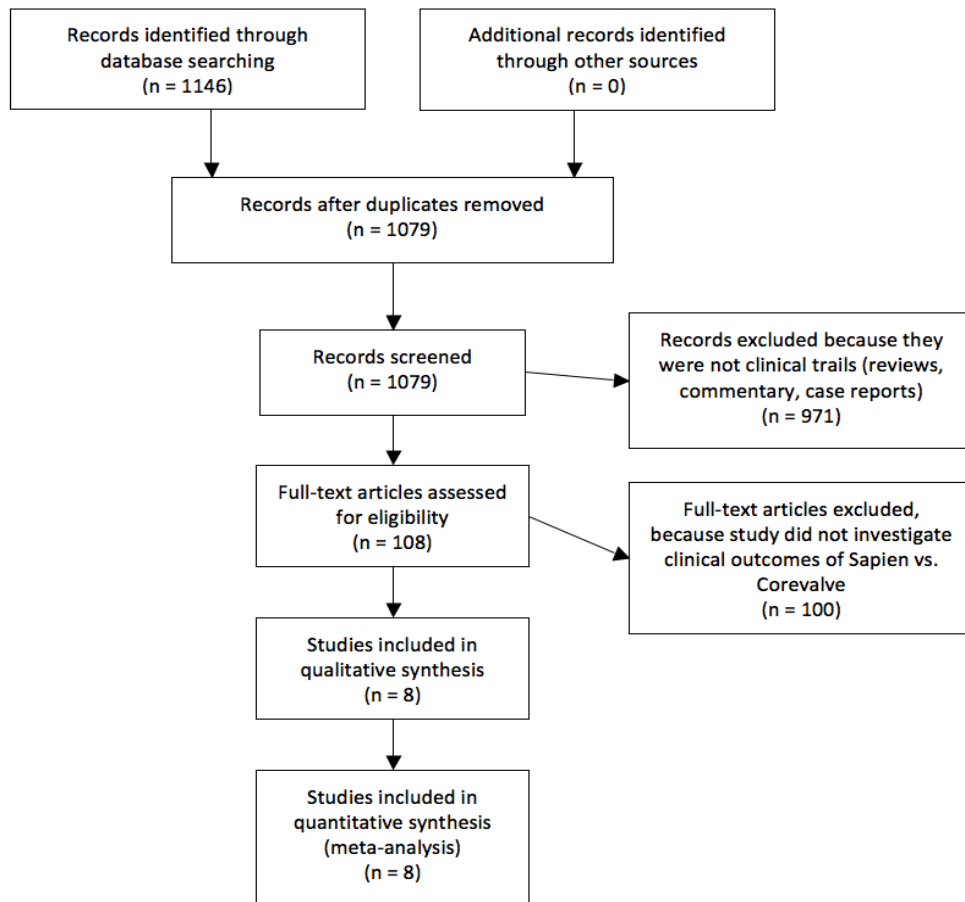 Records identified through
database searching
(n = 1146)
Additional records identified
through other sources
(n = 0)
Records after duplicates removed
(n = 1079)
Records screened
(n = 1079)
Records excluded because they
were not clinical trails (reviews,
commentary, case reports)
(n = 971)
Full-text articles assessed
for eligibility
(n = 108)
Full-text articles excluded,
because study did not investigate
clinical outcomes of Sapien vs.
Corevalve
(n = 100)
Studies included in
qualitative synthesis
(n = 8)
Studies included in
quantitative synthesis
(meta-analysis)
(n = 8)